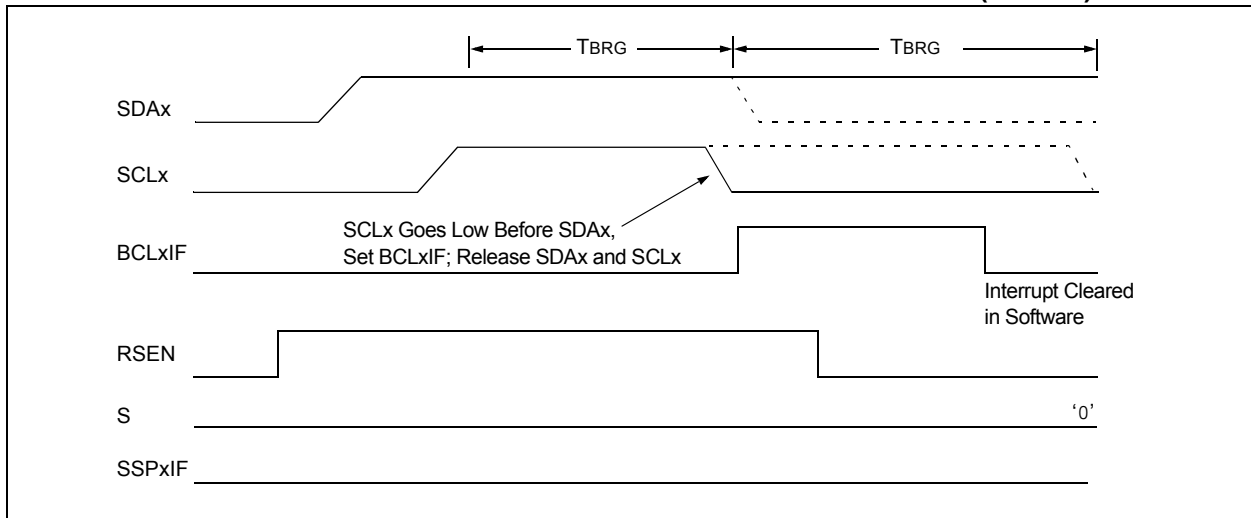 TBRG
TBRG
SDAx
SCLx
SCLx Goes Low Before SDAx,
Set BCLxIF; Release SDAx and SCLx
BCLxIF
Interrupt Cleared
in Software
RSEN
S
‘0’
SSPxIF